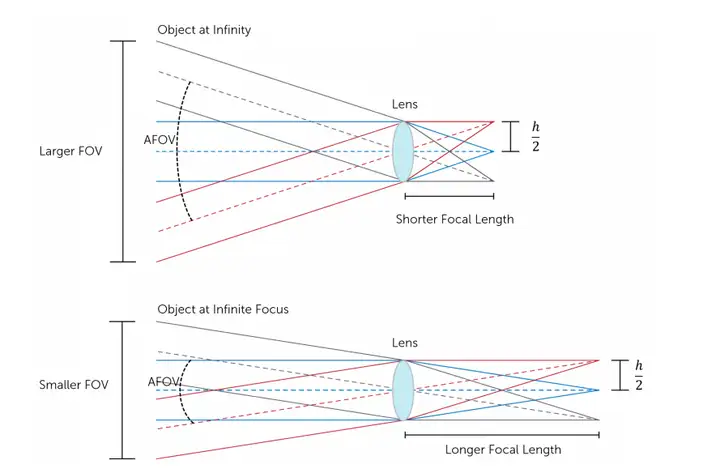 Object at Infinity
Lens
AFOV
Larger FOV
h
2
Shorter Focal Length
Object at Infinite Focus
Lens
AFOV
Smaller FOV
h
2
Longer Focal Length